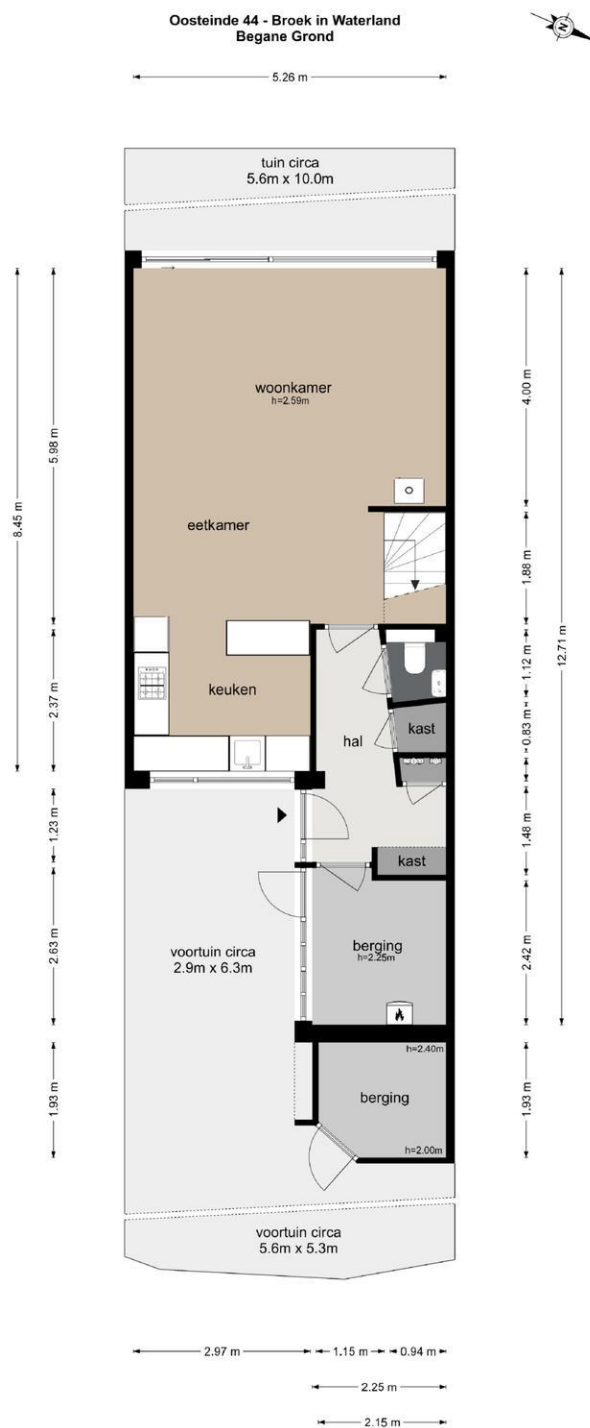 Oosteinde 44 - Broek in Waterland
Begane Grond
N
5.26 m
tuin circa
5.6m x 10.0m
woonkamer
h=2.59m
eetkamer
keuken
hal
kast
kast
berging
h=2.25m
voortuin circa
2.9m x 6.3m
h=2.40m
berging
h=2.00m
voortuin circa
5.6m x 5.3m
8.45 m
5.98 m
2.37 m
1.23 m
2.63 m
1.93 m
4.00 m
1.88 m
1.12 m
0.83 m
1.48 m
2.42 m
1.93 m
12.71 m
2.97 m
1.15 m
0.94 m
2.25 m
2.15 m